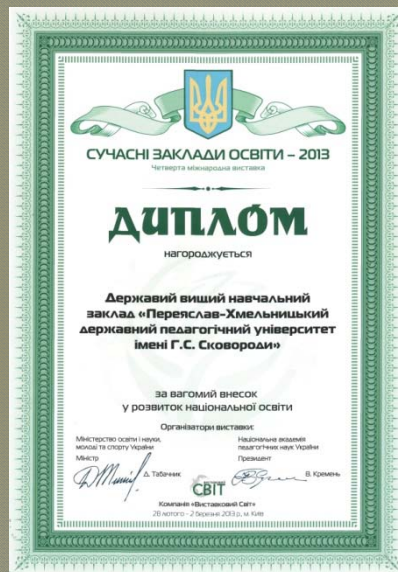 СУЧАСНІ ЗАКЛАДИ ОСВІТИ – 2013
Четверта міжнародна виставка
ДИПЛОМ
нагороджується
Державий вищий навчальний
заклад «Переяслав-Хмельницький
державний педагогічний університет
імені Г.С. Сковороди»
за вагомий внесок
у розвиток національної освіти
Організатори виставки:
Міністерство освіти і науки,
молоді та спорту України
Міністр
Д. Табачник
Національна академія
педагогічних наук України
Президент
В. Кремень
СВІТ
Компанія «Виставковий Світ»
28 лютого – 2 березня 2013 р., м. Київ